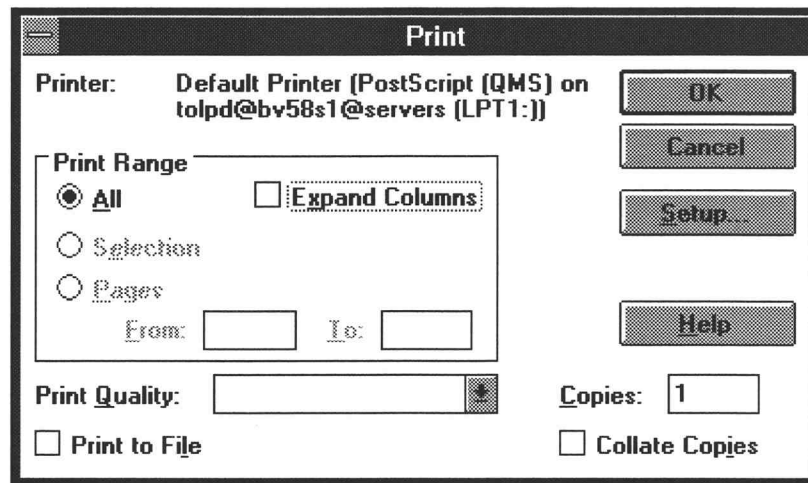 Print
Printer: Default Printer (PostScript (QMS) on
tolpd@bv58s1@servers (LPT1:))
OK
Cancel
Print Range
All
Expand Columns
Setup...
Selection
Pages
From: To:
Help
Print Quality:
Copies: 1
Print to File
Collate Copies